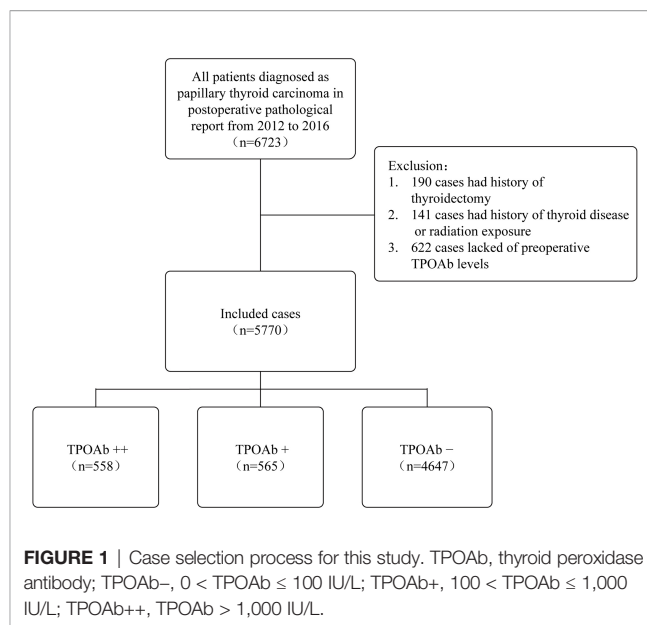 All patients diagnosed as
papillary thyroid carcinoma in
postoperative pathological
report from 2012 to 2016
（n=6723）
Exclusion：
1. 190 cases had history of
thyroidectomy
2. 141 cases had history of thyroid disease
or radiation exposure
3. 622 cases lacked of preoperative
TPOAb levels
Included cases
（n=5770）
TPOAb ++
（n=558）
TPOAb +
（n=565）
TPOAb −
（n=4647）
FIGURE 1 | Case selection process for this study. TPOAb, thyroid peroxidase
antibody; TPOAb−, 0 < TPOAb ≤ 100 IU/L; TPOAb+, 100 < TPOAb ≤ 1,000
IU/L; TPOAb++, TPOAb > 1,000 IU/L.